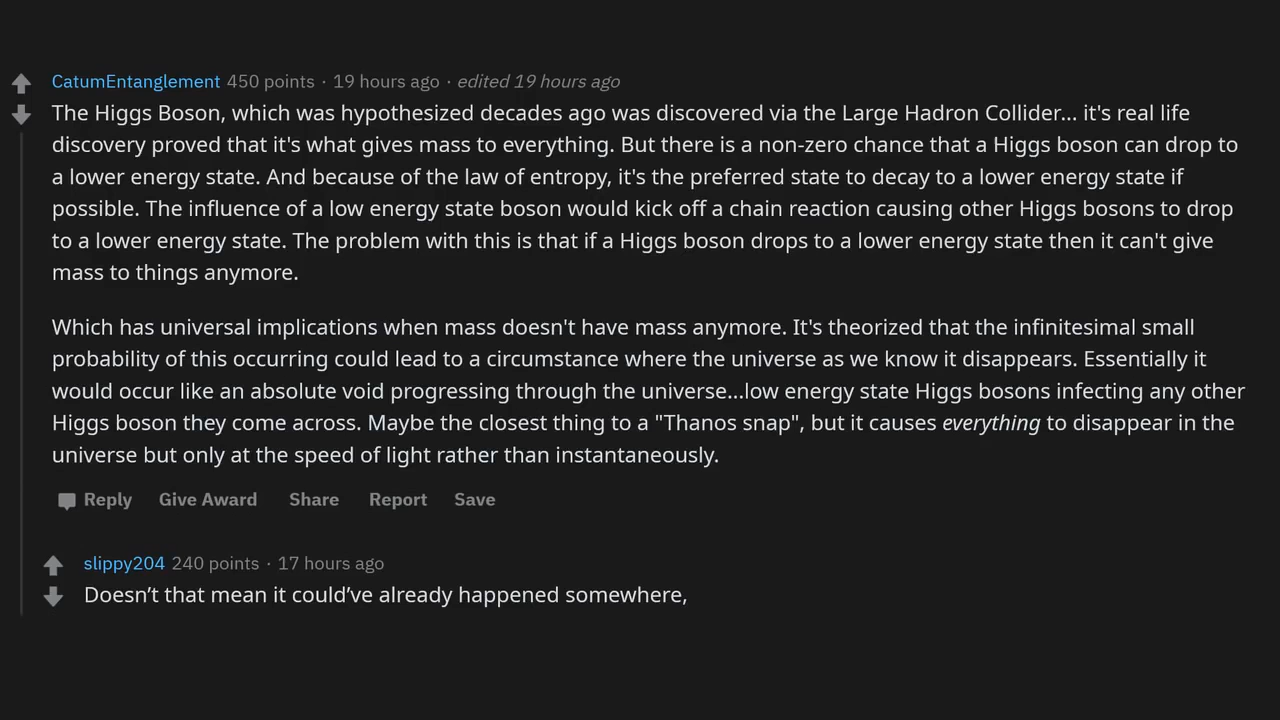 CatumEntanglement 450 points · 19 hours ago · edited 19 hours ago
The Higgs Boson, which was hypothesized decades ago was discovered via the Large Hadron Collider... it's real life
discovery proved that it's what gives mass to everything. But there is a non-zero chance that a Higgs boson can drop to
a lower energy state. And because of the law of entropy, it's the preferred state to decay to a lower energy state if
possible. The influence of a low energy state boson would kick off a chain reaction causing other Higgs bosons to drop
to a lower energy state. The problem with this is that if a Higgs boson drops to a lower energy state then it can't give
mass to things anymore.
Which has universal implications when mass doesn't have mass anymore. It's theorized that the infinitesimal small
probability of this occurring could lead to a circumstance where the universe as we know it disappears. Essentially it
would occur like an absolute void progressing through the universe...low energy state Higgs bosons infecting any other
Higgs boson they come across. Maybe the closest thing to a "Thanos snap", but it causes everything to disappear in the
universe but only at the speed of light rather than instantaneously.
Reply Give Award Share Report Save
slippy204 240 points · 17 hours ago
Doesn’t that mean it could’ve already happened somewhere,